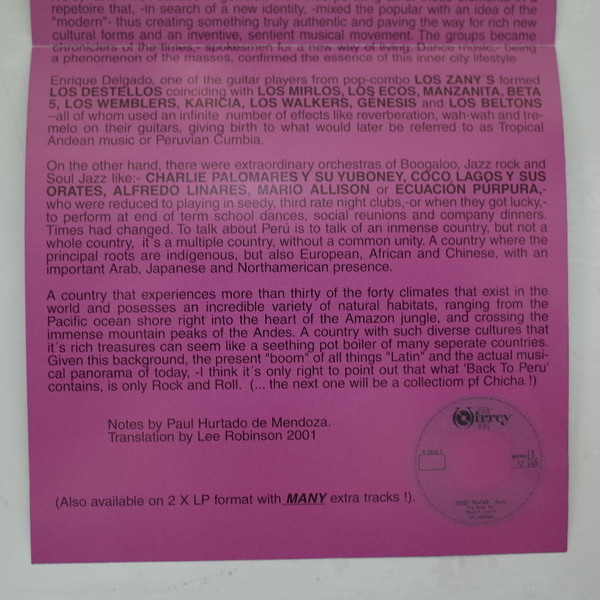 repertoire that, -in search of a new identity, -mixed the popular with an idea of the
"modern"- thus creating something truly authentic and paving the way for rich new
cultural forms and an inventive, sentient musical movement. The groups became
chroniclers of the times,- spokesmen for a new way of living. Dance music,- being
a phenomenon of the masses, confirmed the essence of this inner city lifestyle
Enrique Delgado, one of the guitar players from pop-combo LOS ZANY´S formed
LOS DESTELLOS coinciding with LOS MIRLOS, LOS ECOS, MANZANITA, BETA
5, LOS WEMBLERS, KARICIA, LOS WALKERS, GENESIS and LOS BELTONS
–all of whom used an infinite number of effects like reverberation, wah-wah and tre-
melo on their guitars, giving birth to what would later be referred to as Tropical
Andean music or Peruvian Cumbia.
On the other hand, there were extraordinary orchestras of Boogaloo, Jazz rock and
Soul Jazz like:- CHARLIE PALOMARES Y SU YUBONEY, COCO LAGOS Y SUS
ORATES, ALFREDO LINARES, MARIO ALLISON or ECUACIÓN PÚRPURA,-
who were reduced to playing in seedy, third rate night clubs,-or when they got lucky,-
to perform at end of term school dances, social reunions and company dinners.
Times had changed. To talk about Perú is to talk of an inmense country, but not a
whole country, it´s a multiple country, without a common unity. A country where the
principal roots are indígenous, but also European, African and Chinese, with an
important Arab, Japanese and Northamerican presence.
A country that experiences more than thirty of the forty climates that exist in the
world and posesses an incredible variety of natural habitats, ranging from the
Pacific ocean shore right into the heart of the Amazon jungle, and crossing the
immense mountain peaks of the Andes. A country with such diverse cultures that
it´s rich treasures can seem like a seething pot boiler of many seperate countries.
Given this background, the present "boom" of all things "Latin" and the actual musi-
cal panorama of today, -I think it´s only right to point out that what 'Back To Peru'
contains, is only Rock and Roll. (... the next one will be a collectiom pf Chicha !)
Notes by Paul Hurtado de Mendoza.
Translation by Lee Robinson 2001
(Also available on 2 X LP format with MANY extra tracks !).
Virrey